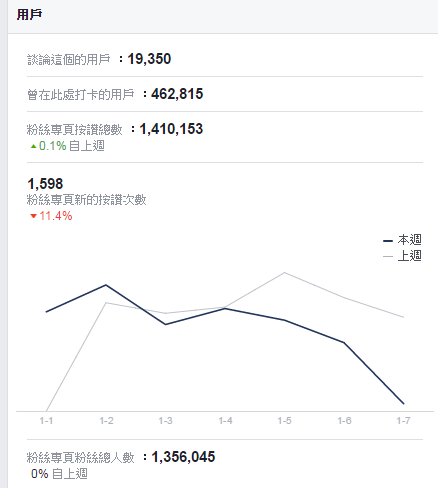 用戶
談論這個的用戶 ：19,350
曾在此處打卡的用戶 ：462,815
粉絲專頁按讚總數 ：1,410,153
0.1% 自上週
1,598
粉絲專頁新的按讚次數
11.4%
本週
上週
1-1 1-2 1-3 1-4 1-5 1-6 1-7
粉絲專頁粉絲總人數 ：1,356,045
0% 自上週